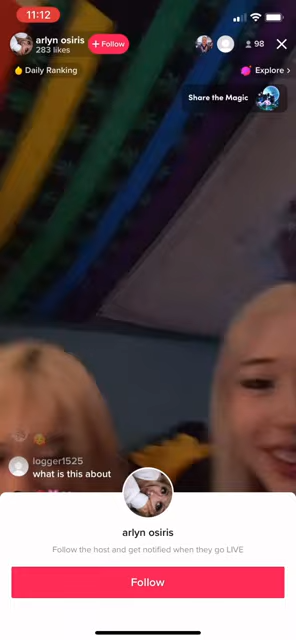 11:12
arlyn osiris
283 likes
+ Follow
98
Daily Ranking
Explore >
Share the Magic
logger1525
what is this about
arlyn osiris
Follow the host and get notified when they go LIVE
Follow